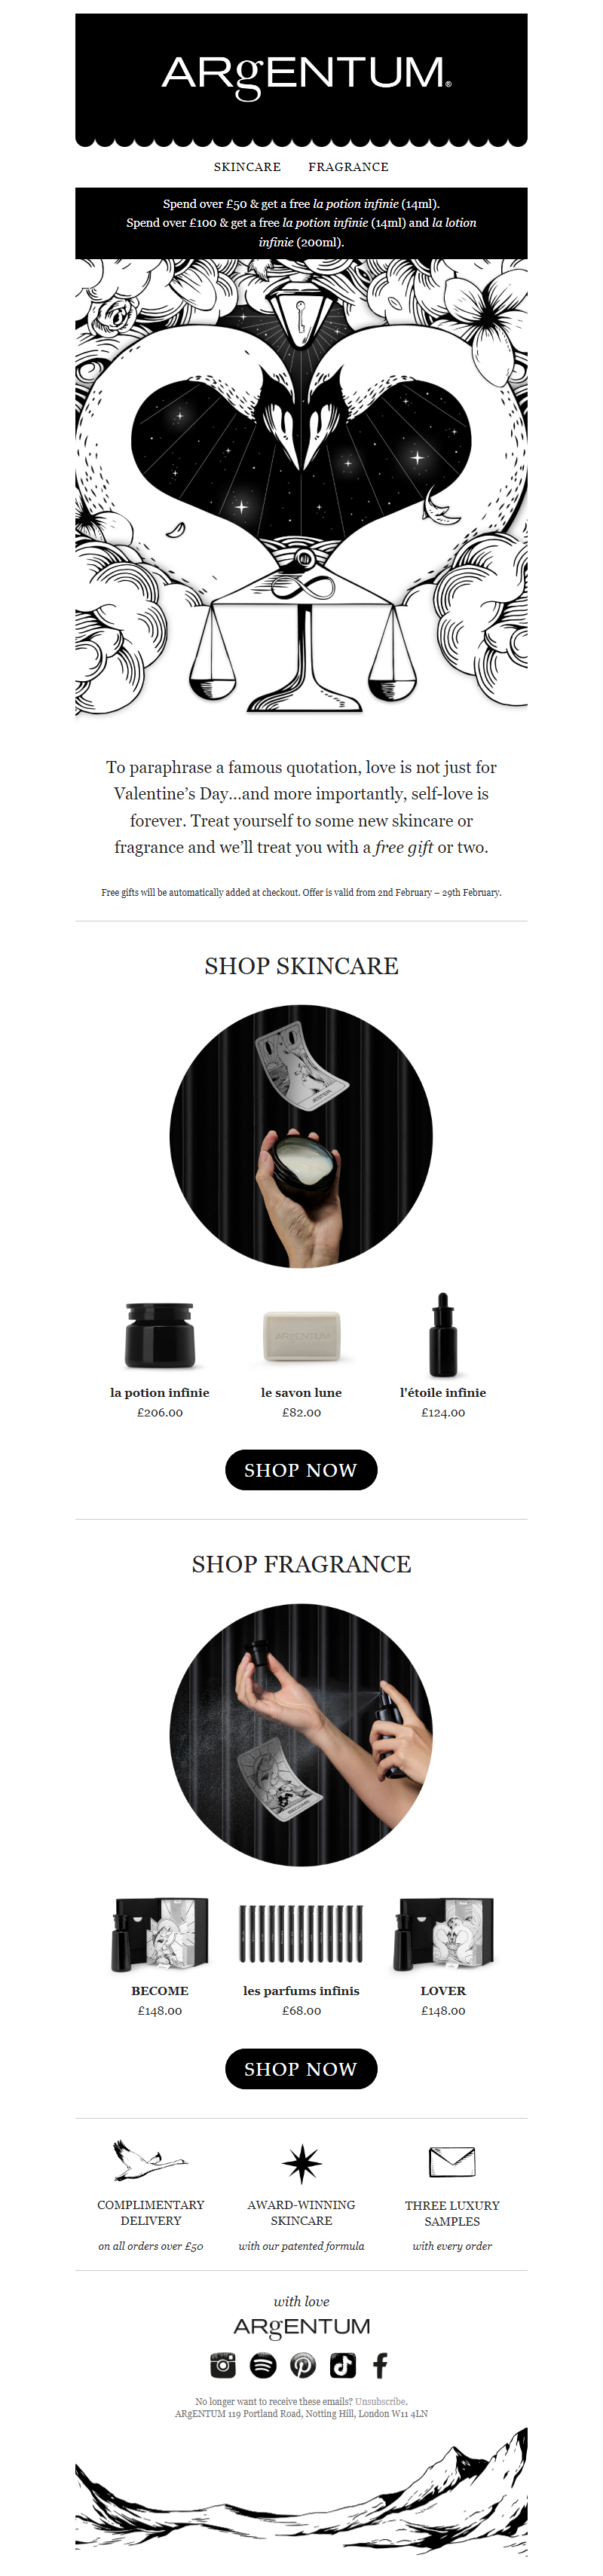 ARgENTUM®
SKINCARE FRAGRANCE
Spend over £50 & get a free la potion infinie (14ml).
Spend over £100 & get a free la potion infinie (14ml) and la lotion
infinie (200ml).
To paraphrase a famous quotation, love is not just for
Valentine’s Day...and more importantly, self-love is
forever. Treat yourself to some new skincare or
fragrance and we’ll treat you with a free gift or two.
Free gifts will be automatically added at checkout. Offer is valid from 2nd February – 29th February.
SHOP SKINCARE
JESTER
ARgENTUM
la potion infinie le savon lune l'étoile infinie
£206.00 £82.00 £124.00
SHOP NOW
SHOP FRAGRANCE
BECOME
BECOME les parfums infinis LOVER
£148.00 £68.00 £148.00
SHOP NOW
COMPLIMENTARY AWARD-WINNING THREE LUXURY
DELIVERY SKINCARE SAMPLES
on all orders over £50 with our patented formula with every order
with love
ARgENTUM
No longer want to receive these emails? Unsubscribe.
ARgENTUM 119 Portland Road, Notting Hill, London W11 4LN